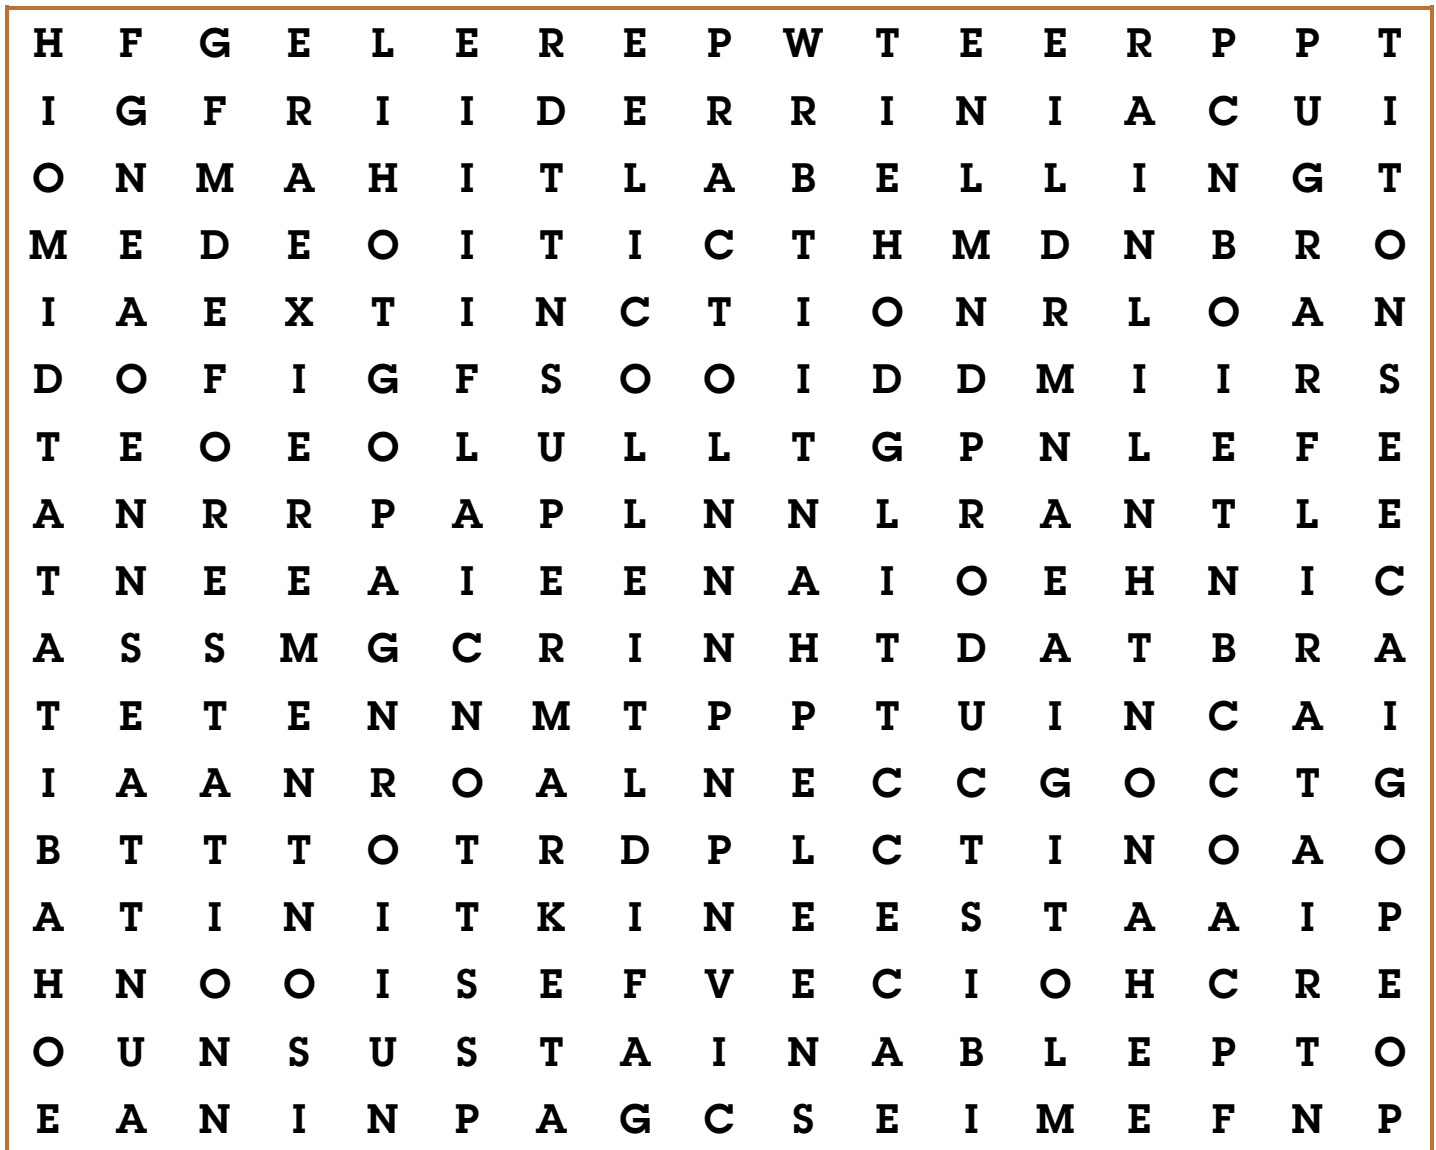 H F G E L E R E P W T E E R P P T
I G F R I I D E R R I N I A C U I
O N M A H I T L A B E L L I N G T
M E D E O I T I C T H M D N B R O
I A E X T I N C T I O N R L O A N
D O F I G F S O O I D D M I I R S
T E O E O L U L L T G P N L E F E
A N R R P A P L N N L R A N T L E
T N E E A I E E N A I O E H N I C
A S S M G C R I N H T D A T B R A
T E T E N N M T P P T U I N C A I
I A A N R O A L N E C C G O C T G
B T T T O T R D P L C T I N O A O
A T I N I T K I N E E S T A A I P
H N O O I S E F V E C I O H C R E
O U N S U S T A I N A B L E P T O
E A N I N P A G C S E I M E F N P